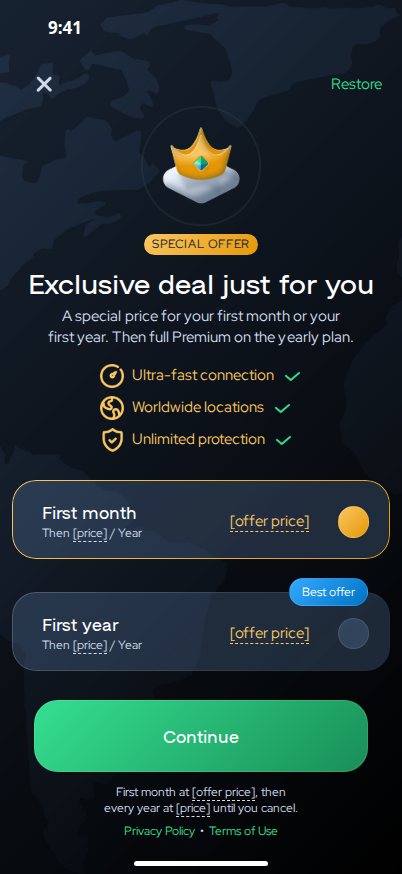 9:41
Restore
SPECIAL OFFER
Exclusive deal just for you
A special price for your first month or your
first year. Then full Premium on the yearly plan.
Ultra-fast connection
Worldwide locations
Unlimited protection
First month
Then [price] / Year
[offer price]
Best offer
First year
Then [price] / Year
[offer price]
Continue
First month at [offer price], then
every year at [price] until you cancel.
Privacy Policy • Terms of Use